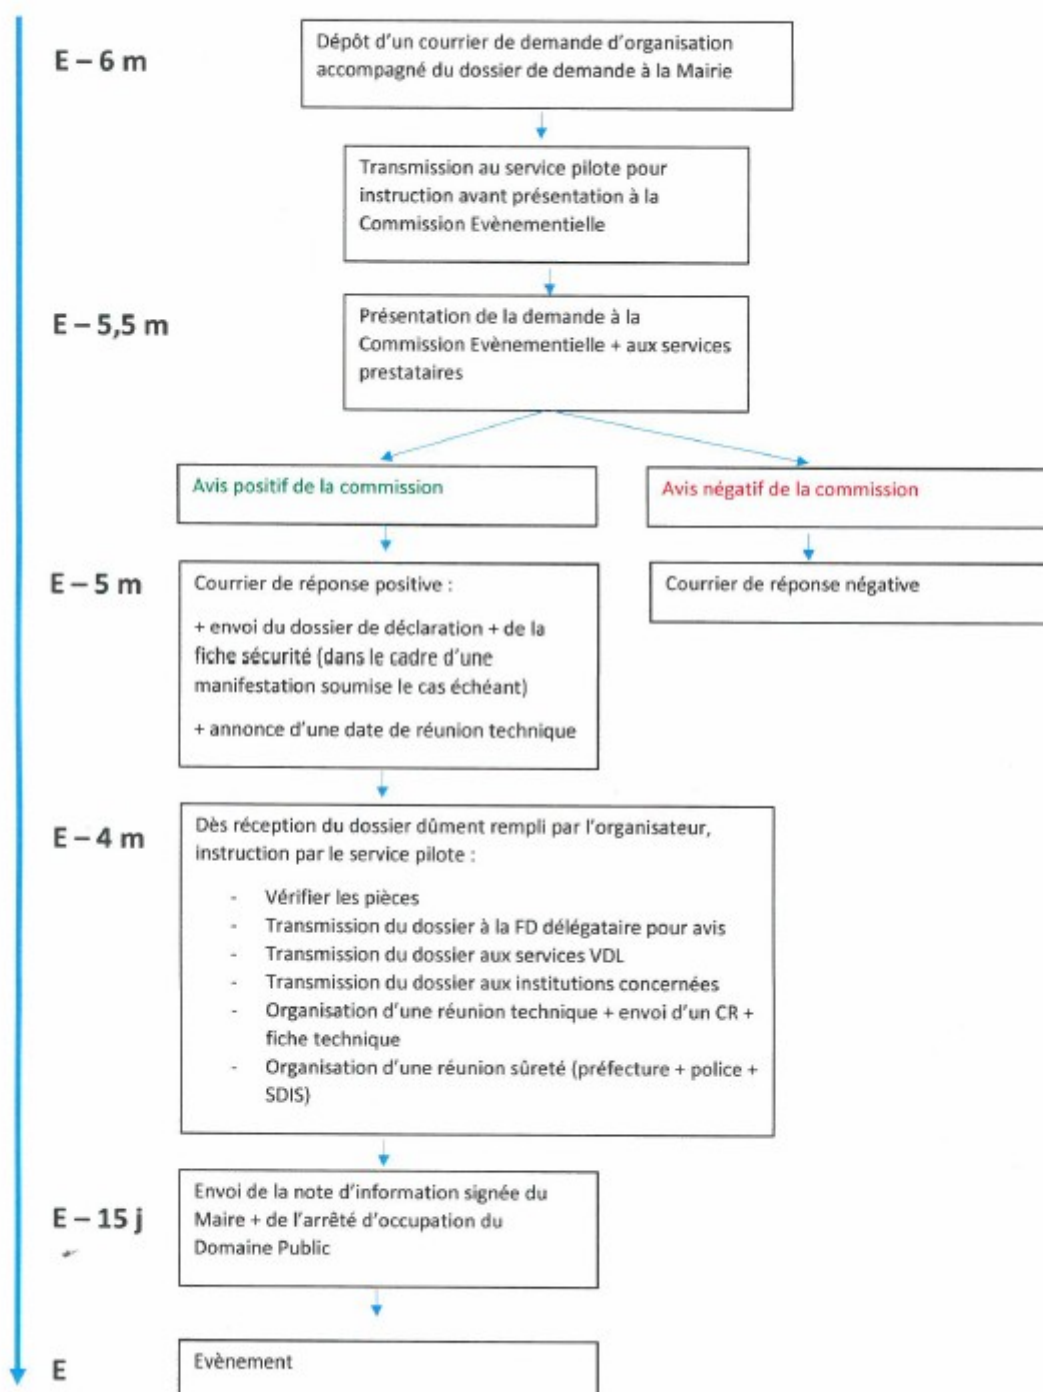 E – 6 m
Dépôt d'un courrier de demande d'organisation
accompagné du dossier de demande à la Mairie
Transmission au service pilote pour
instruction avant présentation à la
Commission Evènementielle
E – 5,5 m
Présentation de la demande à la
Commission Evènementielle + aux services
prestataires
Avis positif de la commission
Avis négatif de la commission
E – 5 m
Courrier de réponse positive :
+ envoi du dossier de déclaration + de la
fiche sécurité (dans le cadre d'une
manifestation soumise le cas échéant)
+ annonce d'une date de réunion technique
Courrier de réponse négative
E – 4 m
Dès réception du dossier dûment rempli par l'organisateur,
instruction par le service pilote :
- Vérifier les pièces
- Transmission du dossier à la FD délégataire pour avis
- Transmission du dossier aux services VDL
- Transmission du dossier aux institutions concernées
- Organisation d'une réunion technique + envoi d'un CR +
fiche technique
- Organisation d'une réunion sûreté (préfecture + police +
SDIS)
E – 15 j
Envoi de la note d'information signée du
Maire + de l'arrêté d'occupation du
Domaine Public
E
Evènement